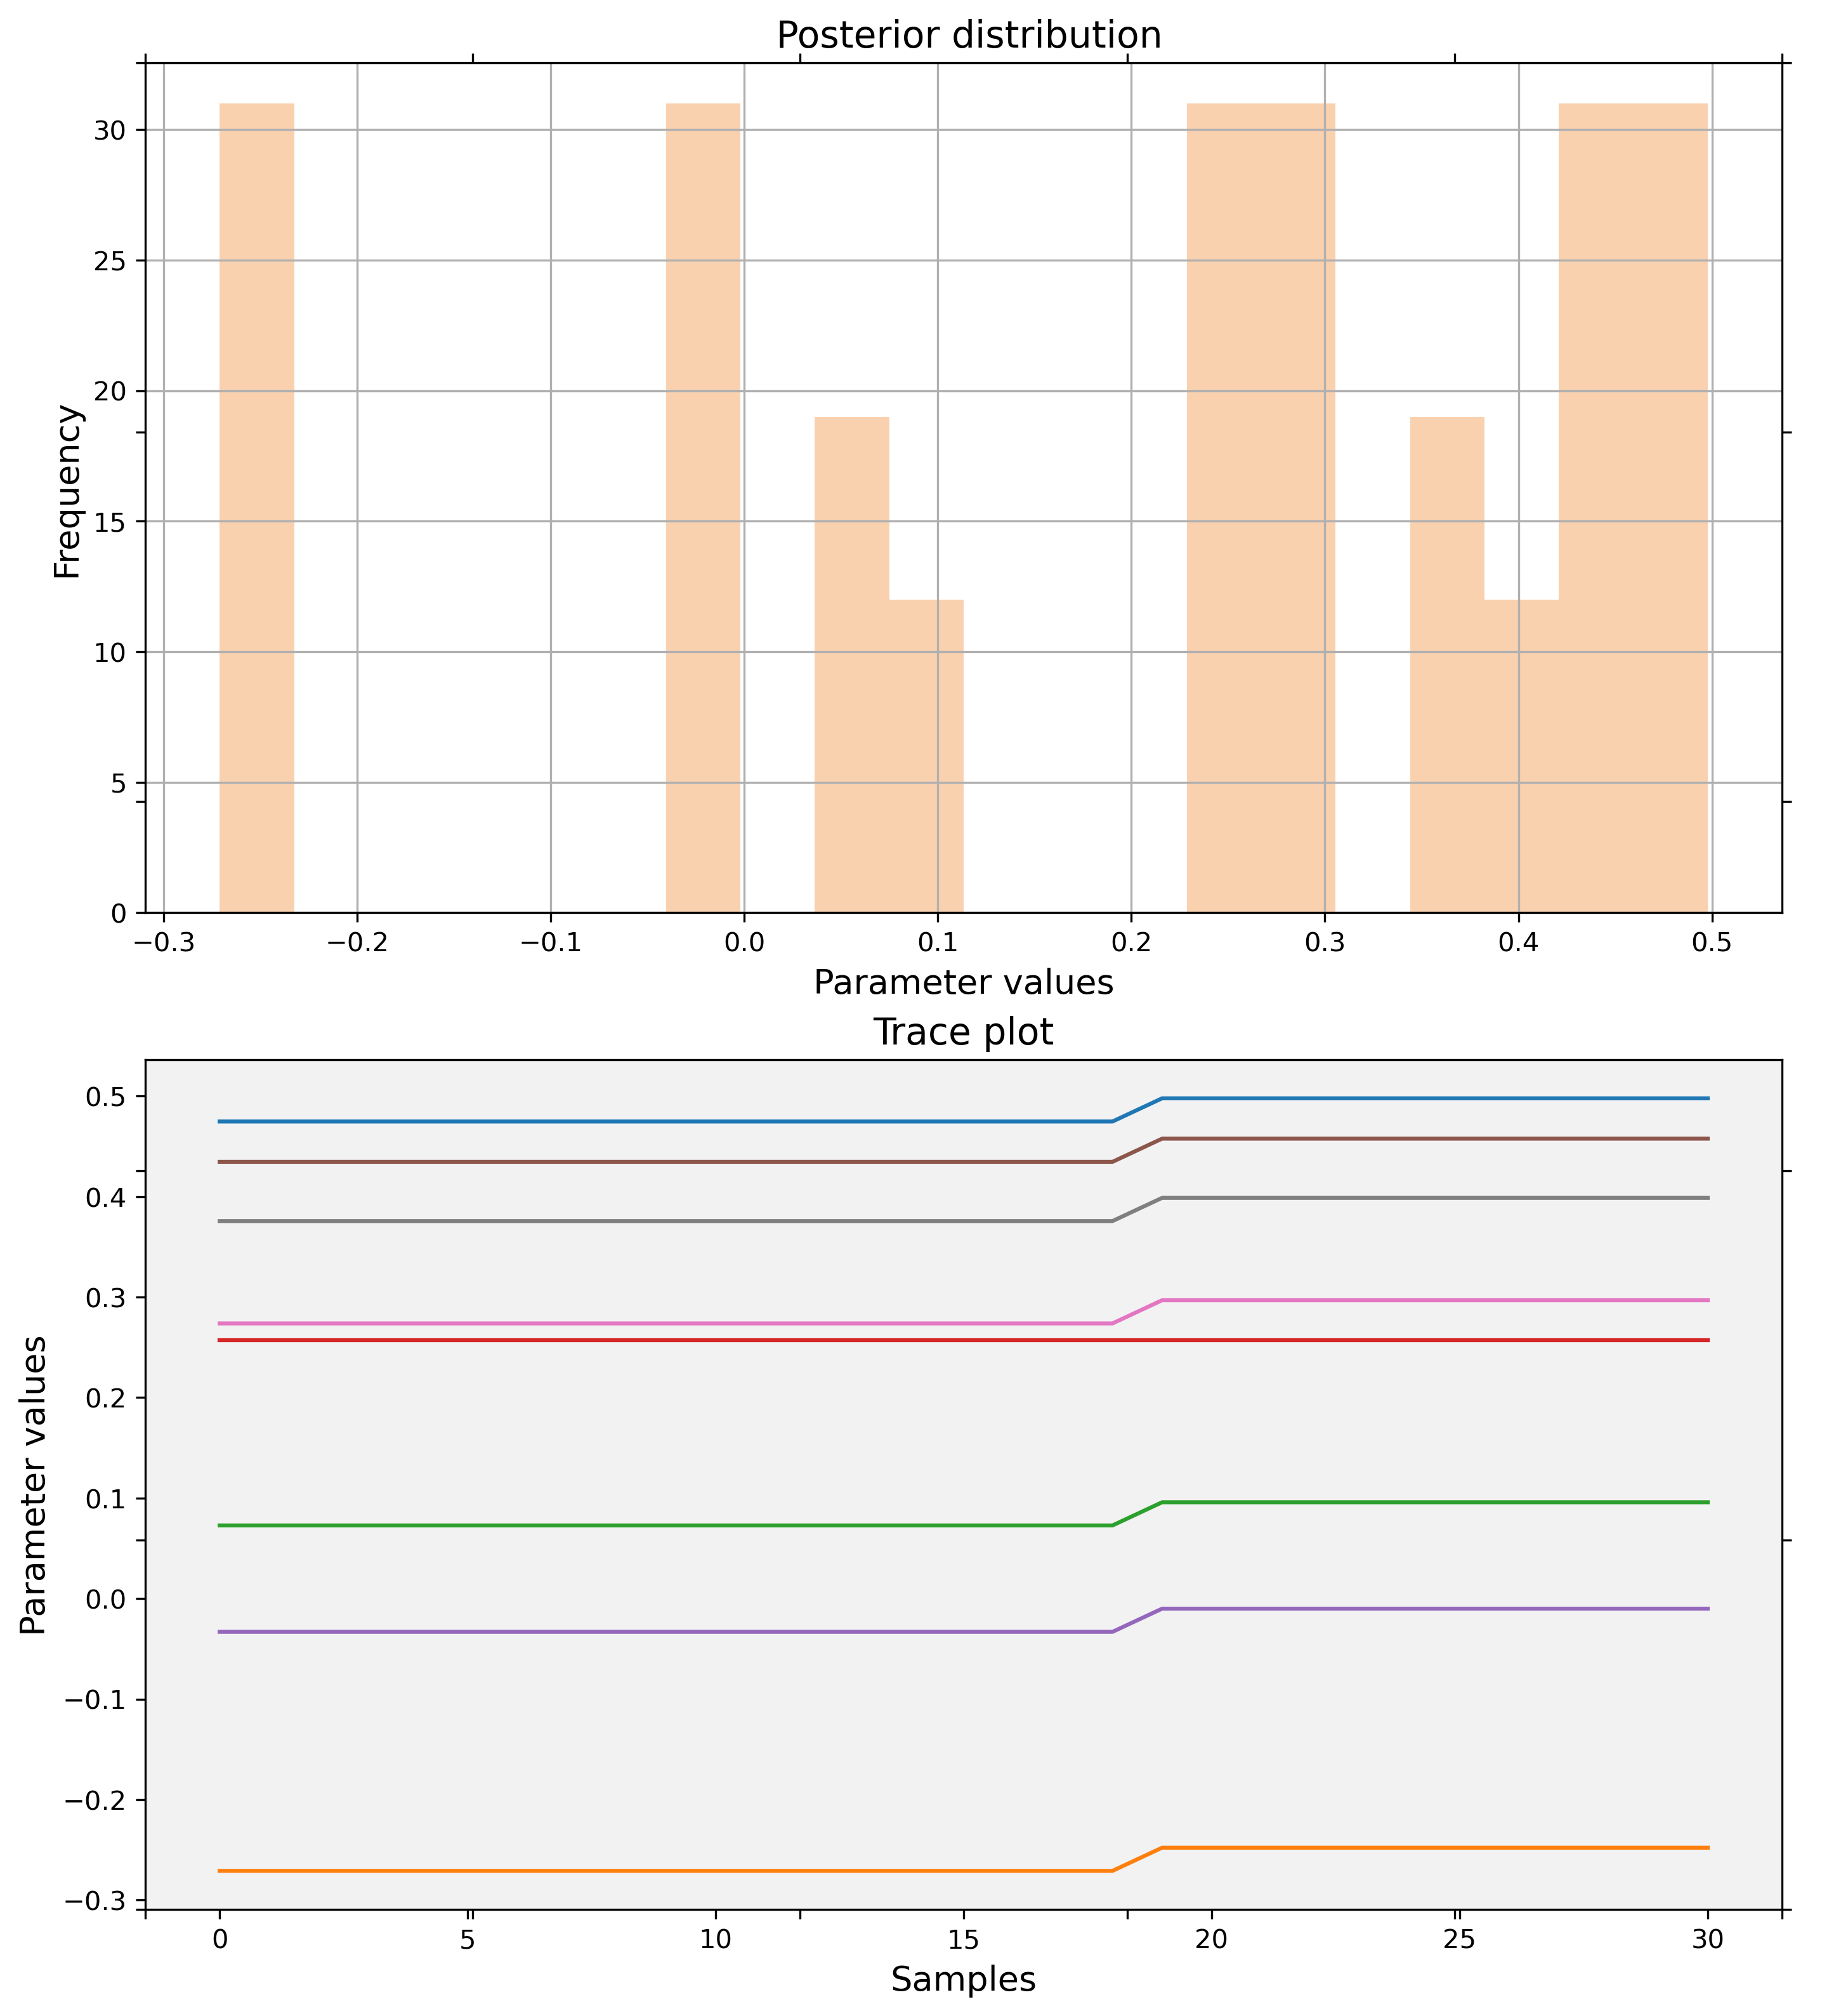 Posterior distribution
30
25
20
15
10
5
0
Frequency
−0.3 −0.2 −0.1 0.0 0.1 0.2 0.3 0.4 0.5
Parameter values
Trace plot
0.5
0.4
0.3
0.2
0.1
0.0
−0.1
−0.2
−0.3
Parameter values
0 5 10 15 20 25 30
Samples